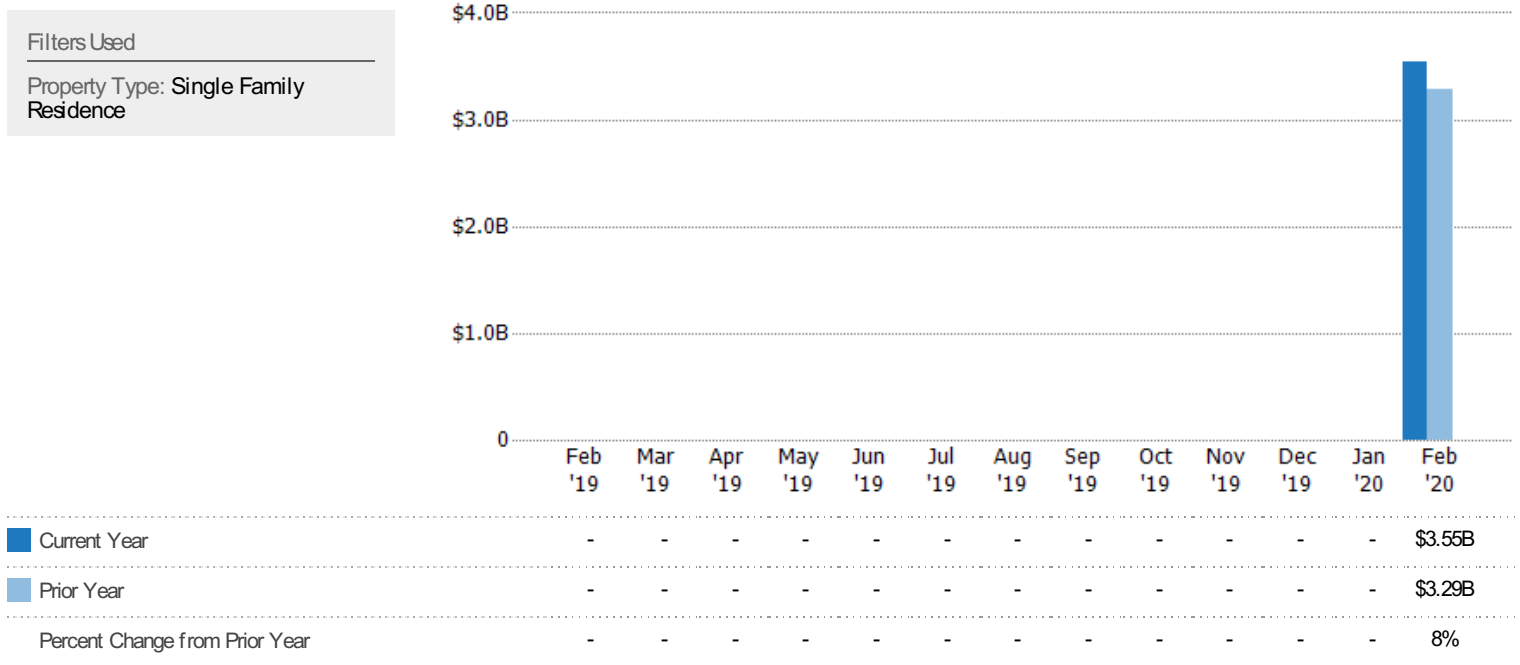 Filters Used
Property Type: Single Family
Residence
$4.0B
$3.0B
$2.0B
$1.0B
0
Feb Mar Apr May Jun Jul Aug Sep Oct Nov Dec Jan Feb
'19 '19 '19 '19 '19 '19 '19 '19 '19 '19 '19 '20 '20
Current Year - - - - - - - - - - - - $3.55B
Prior Year - - - - - - - - - - - - $3.29B
Percent Change from Prior Year - - - - - - - - - - - - 8%